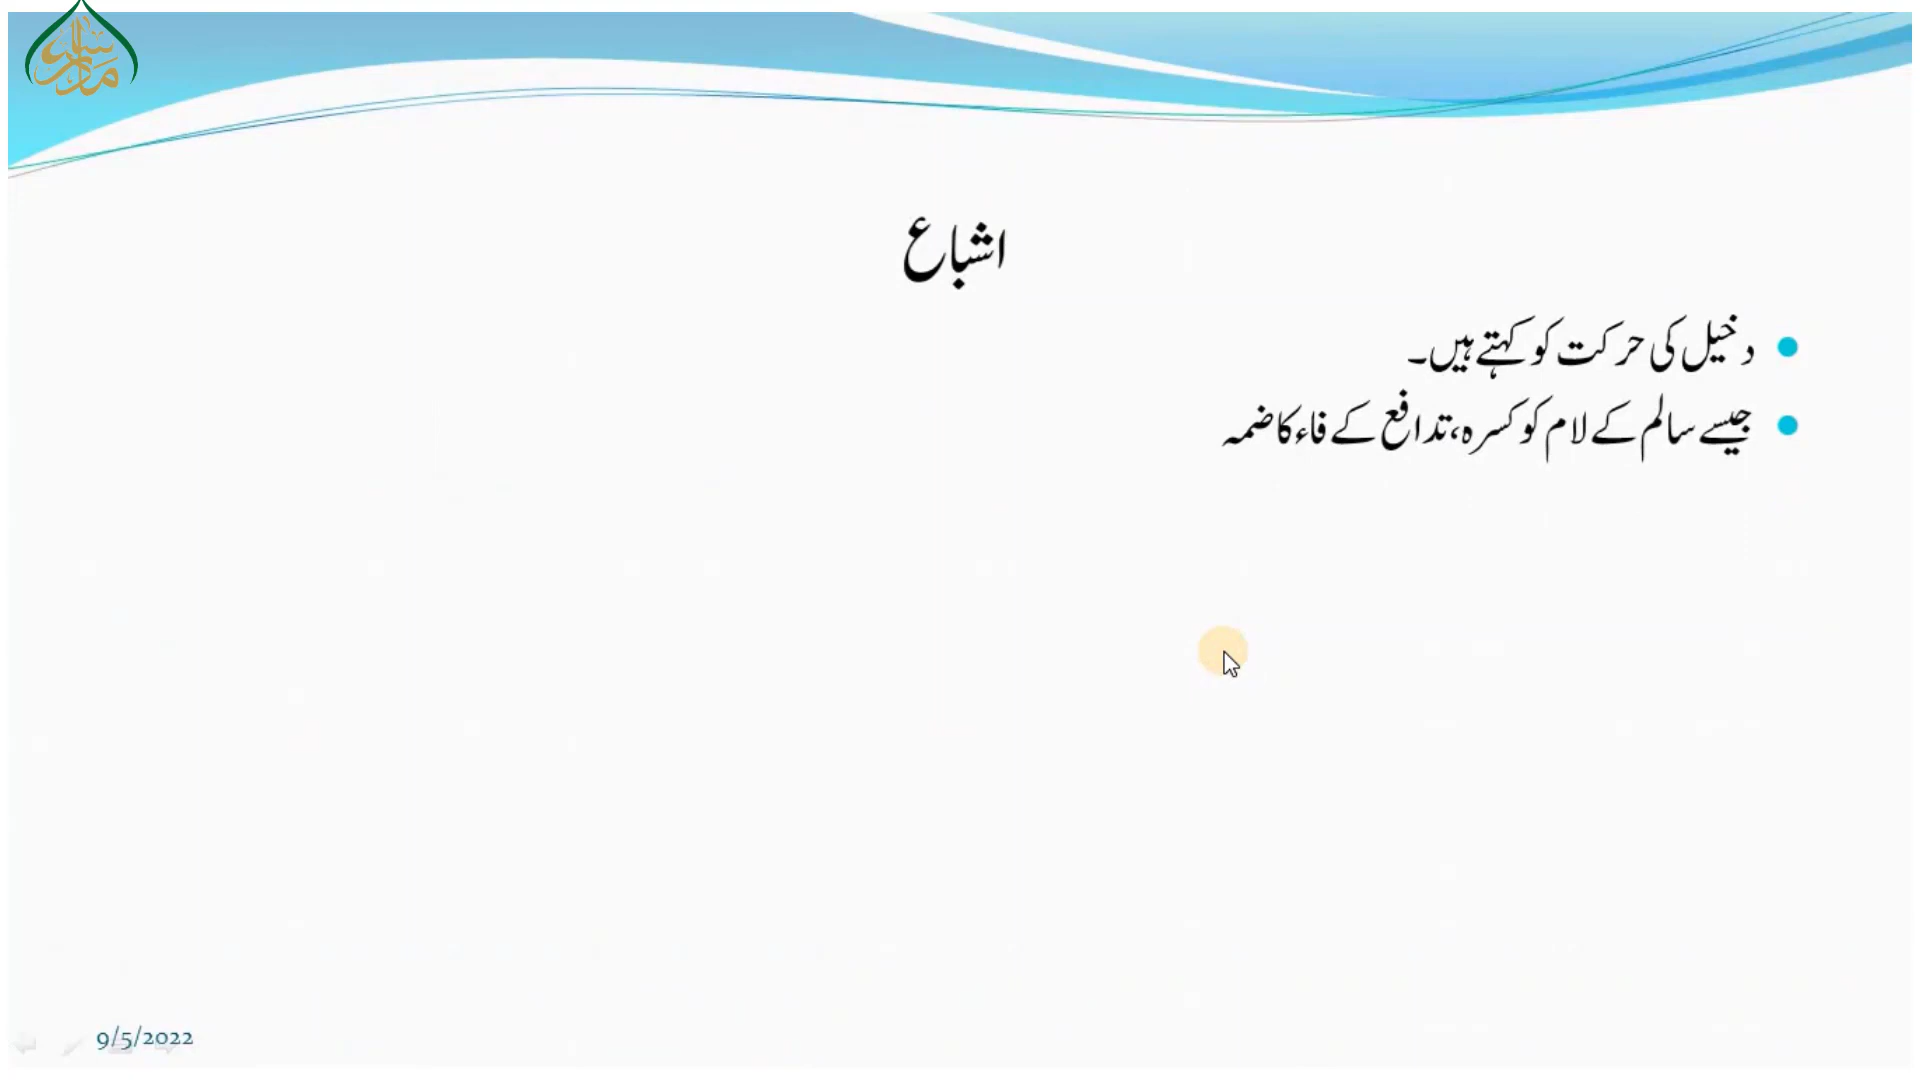 اشباع
دخیل کی حرکت کو کہتے ہیں۔
جیسے سالم کے لام کو کسرہ، تدافع کے فاء کا ضمہ
9/5/2022